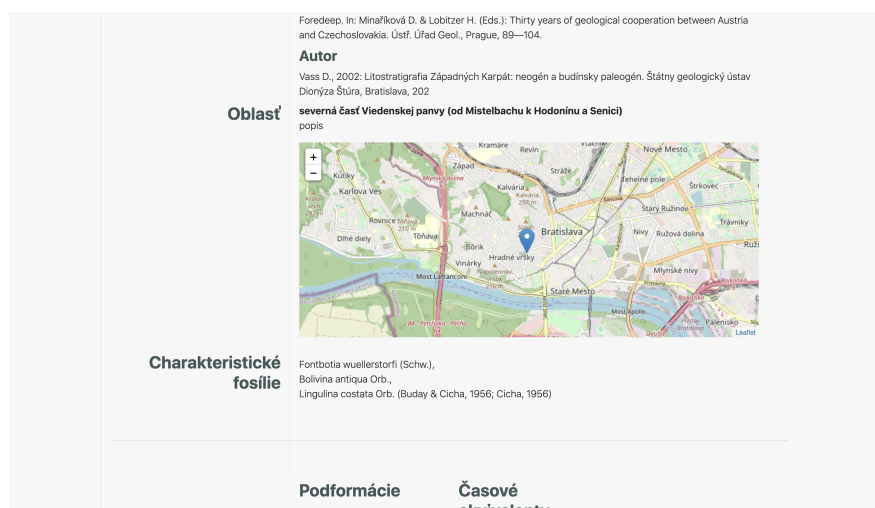 Foredeep. In: Minaříková D. & Lobitzer H. (Eds.): Thirty years of geological cooperation between Austria
and Czechoslovakia. Ústř. Úřad Geol., Prague, 89—104.
Autor
Vass D., 2002: Litostratigrafia Západných Karpát: neogén a budínsky paleogén. Štátny geologický ústav
Dionýza Štúra, Bratislava, 202
Oblasť
severná časť Viedenskej panvy (od Mistelbachu k Hodonínu a Senici)
popis
+
−
Kramáre
Revín
Nové Mesto
Západ
Stráže
Kútiky
Mlynská dolina
Tehelné pole
Karlova Ves
Kalvária
Štrkovec
Starý Ružinov
Machnáč
Trávniky
Rovnice
Tôňava
Dlhé diely
Bôrik
Bratislava
Nivy
Ružová dolina
Vinárky
Hradné vŕšky
Mlynské nivy
Most Lafranconi
Staré Mesto
Most Apollo
Pálenisko
Leaflet
Charakteristické
fosílie
Fontbotia wuellerstorfi (Schw.),
Bolivina antiqua Orb.,
Lingulina costata Orb. (Buday & Cicha, 1956; Cicha, 1956)
Podformácie
Časové